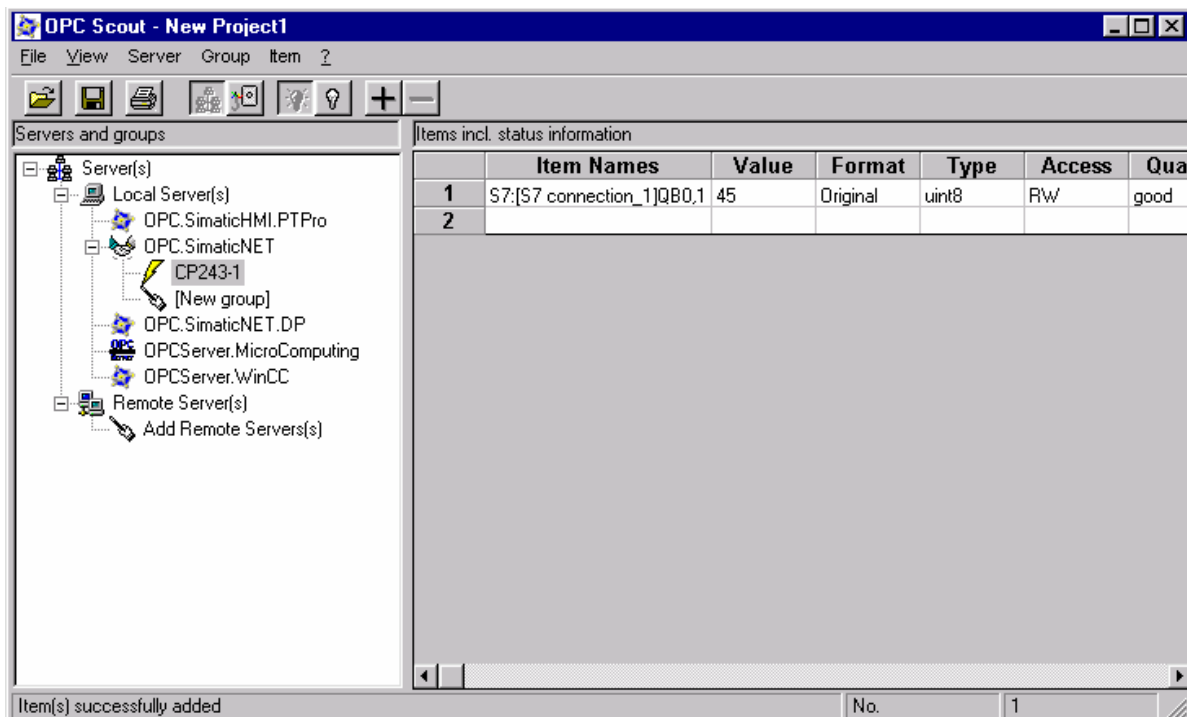 OPC Scout - New Project1
File View Server Group Item ?
Servers and groups
Items incl. status information
Server(s)
Local Server(s)
OPC.SimaticHMI.PTPro
OPC.SimaticNET
CP243-1
[New group]
OPC.SimaticNET.DP
OPC
OPCServer.MicroComputing
OPCServer.WinCC
Remote Server(s)
Add Remote Servers(s)
Item Names Value Format Type Access Qua
1 S7:[S7 connection_1]QB0,1 45 Original uint8 RW good
2
Item(s) successfully added No. 1